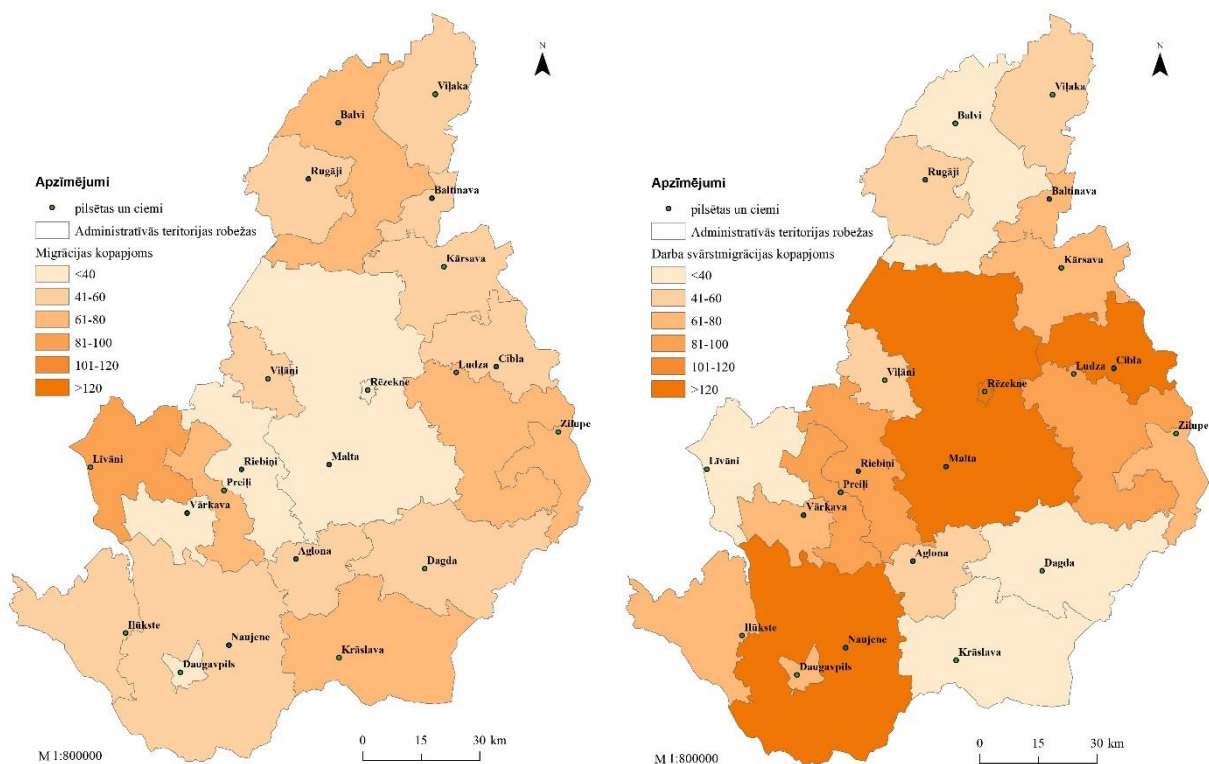 N
Viļaka
Balvi
Rugāji
Baltinava
Kārsava
Ludza
Cibla
Viļāni
Rēzekne
Zilupe
Līvāni
Riebiņi
Malta
Preiļi
Vārkava
Aglona
Dagda
Ilūkste
Naujene
Daugavpils
Krāslava
Apzīmējumi
pilsētas un ciemi
Administratīvās teritorijas robežas
Migrācijas kopapjoms
<40
41-60
61-80
81-100
101-120
>120
M 1:800000
0 15 30 km
N
Viļaka
Balvi
Rugāji
Baltinava
Kārsava
Ludza
Cibla
Viļāni
Rēzekne
Zilupe
Līvāni
Riebiņi
Malta
Preiļi
Vārkava
Aglona
Dagda
Ilūkste
Naujene
Daugavpils
Krāslava
Apzīmējumi
pilsētas un ciemi
Administratīvās teritorijas robežas
Darba svārstmigrācijas kopapjoms
<40
41-60
61-80
81-100
101-120
>120
M 1:800000
0 15 30 km